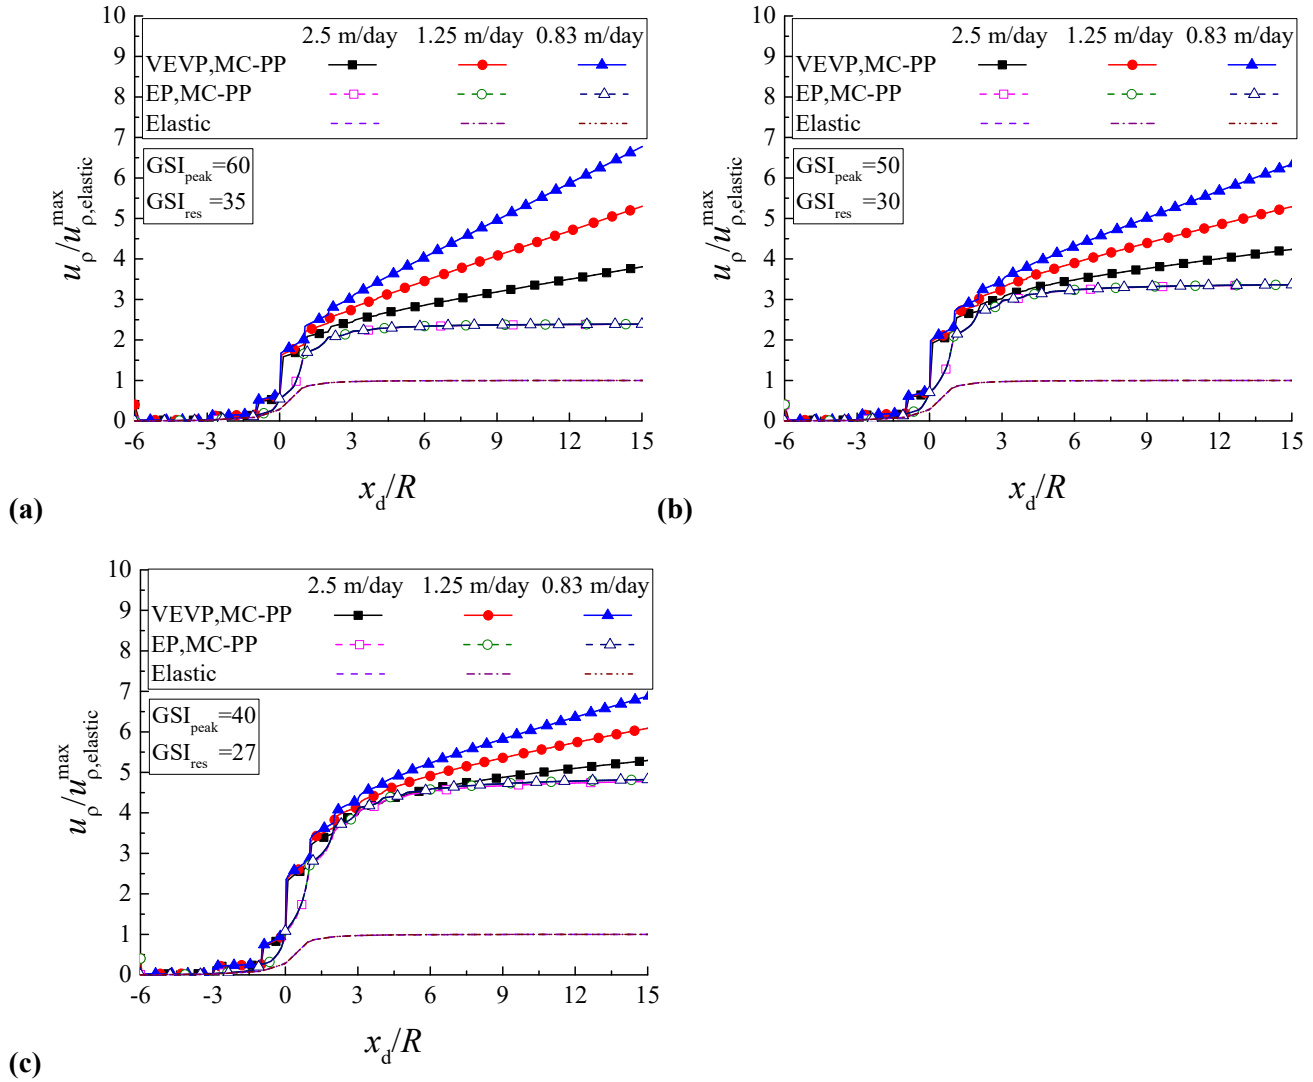 10
9
8
7
6
5
4
3
2
1
0
2.5 m/day 1.25 m/day 0.83 m/day
VEVP,MC-PP
EP,MC-PP
Elastic
GSIpeak=60
GSIres=35
uρ/u^max ρ,elastic
-6 -3 0 3 6 9 12 15
xd/R
(a)
10
9
8
7
6
5
4
3
2
1
0
2.5 m/day 1.25 m/day 0.83 m/day
VEVP,MC-PP
EP,MC-PP
Elastic
GSIpeak=50
GSIres=30
uρ/u^max ρ,elastic
-6 -3 0 3 6 9 12 15
xd/R
(b)
10
9
8
7
6
5
4
3
2
1
0
2.5 m/day 1.25 m/day 0.83 m/day
VEVP,MC-PP
EP,MC-PP
Elastic
GSIpeak=40
GSIres=27
uρ/u^max ρ,elastic
-6 -3 0 3 6 9 12 15
xd/R
(c)